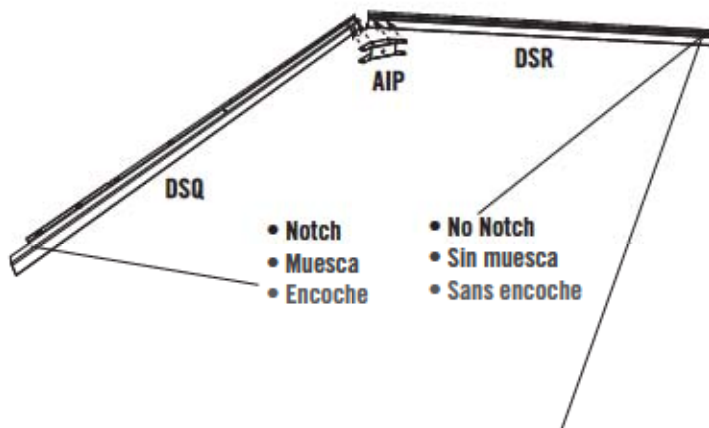 DSR
AIP
DSQ
• Notch
• Muesca
• Encoche
• No Notch
• Sin muesca
• Sans encoche